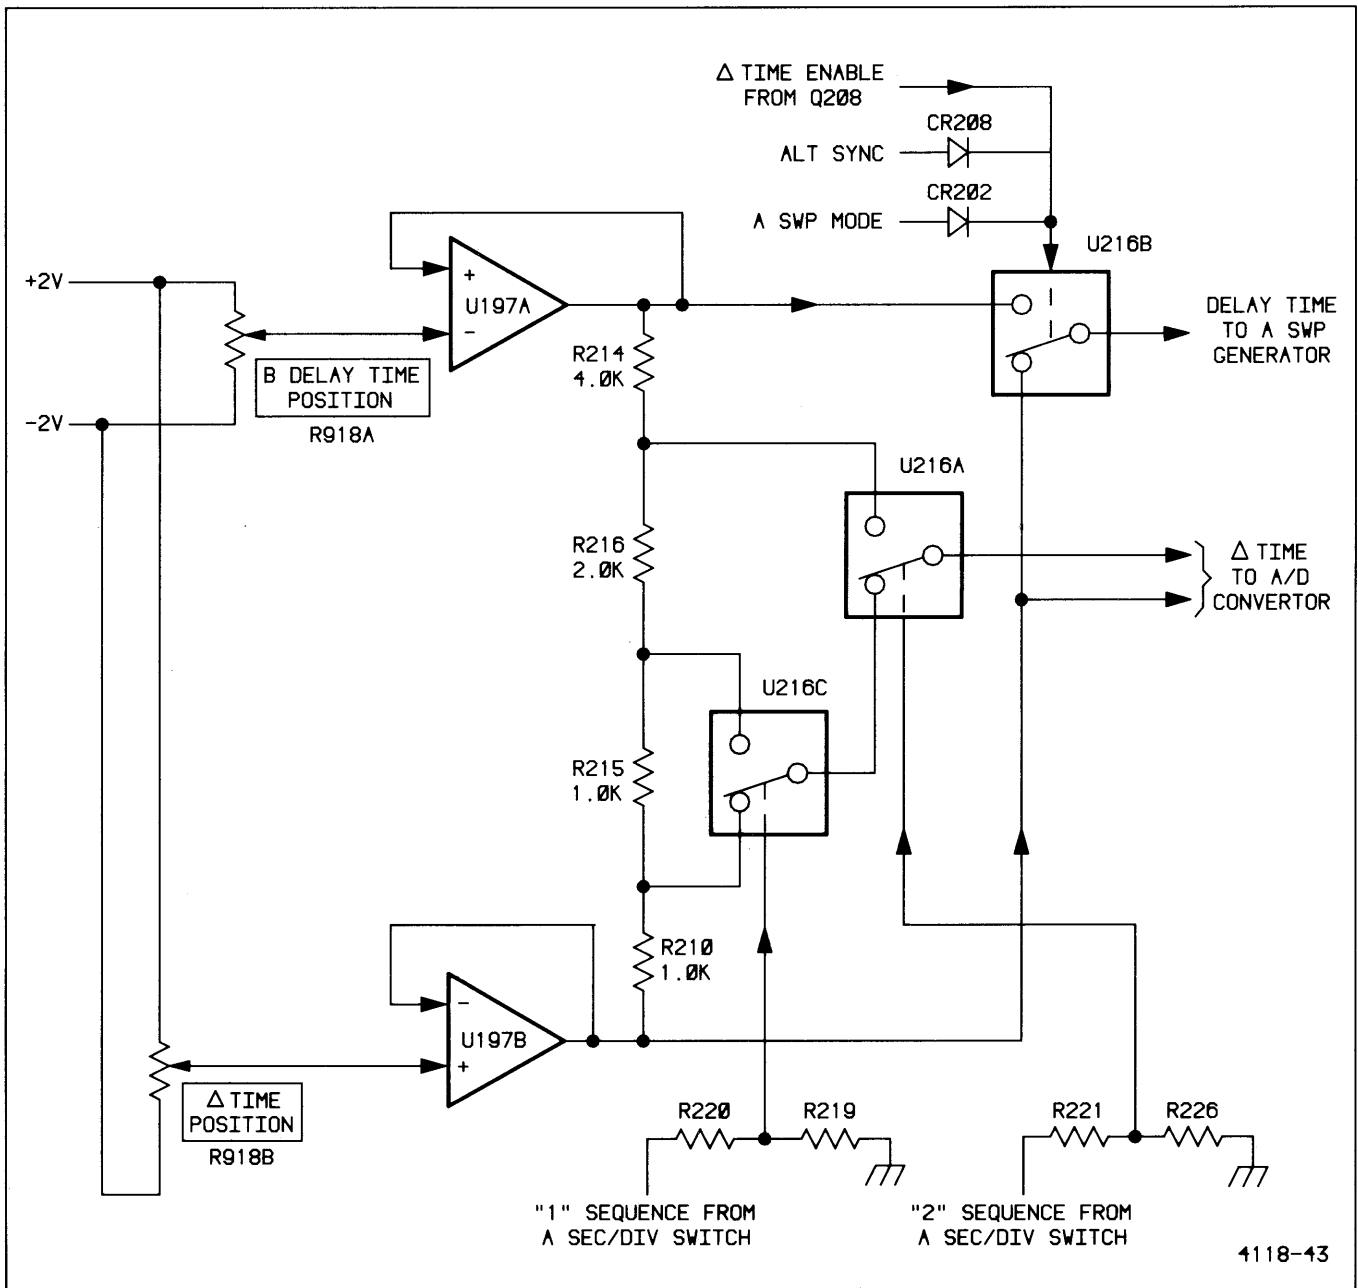 Δ TIME ENABLE
FROM Q208
CR208
ALT SYNC
CR202
A SWP MODE
U216B
+2V
+
U197A
−
DELAY TIME
TO A SWP
GENERATOR
R214
4.0K
B DELAY TIME
POSITION
R918A
-2V
U216A
R216
2.0K
Δ TIME
TO A/D
CONVERTOR
U216C
R215
1.0K
R210
1.0K
−
U197B
+
Δ TIME
POSITION
R918B
R220
R219
R221
R226
"1" SEQUENCE FROM
A SEC/DIV SWITCH
"2" SEQUENCE FROM
A SEC/DIV SWITCH
4118-43